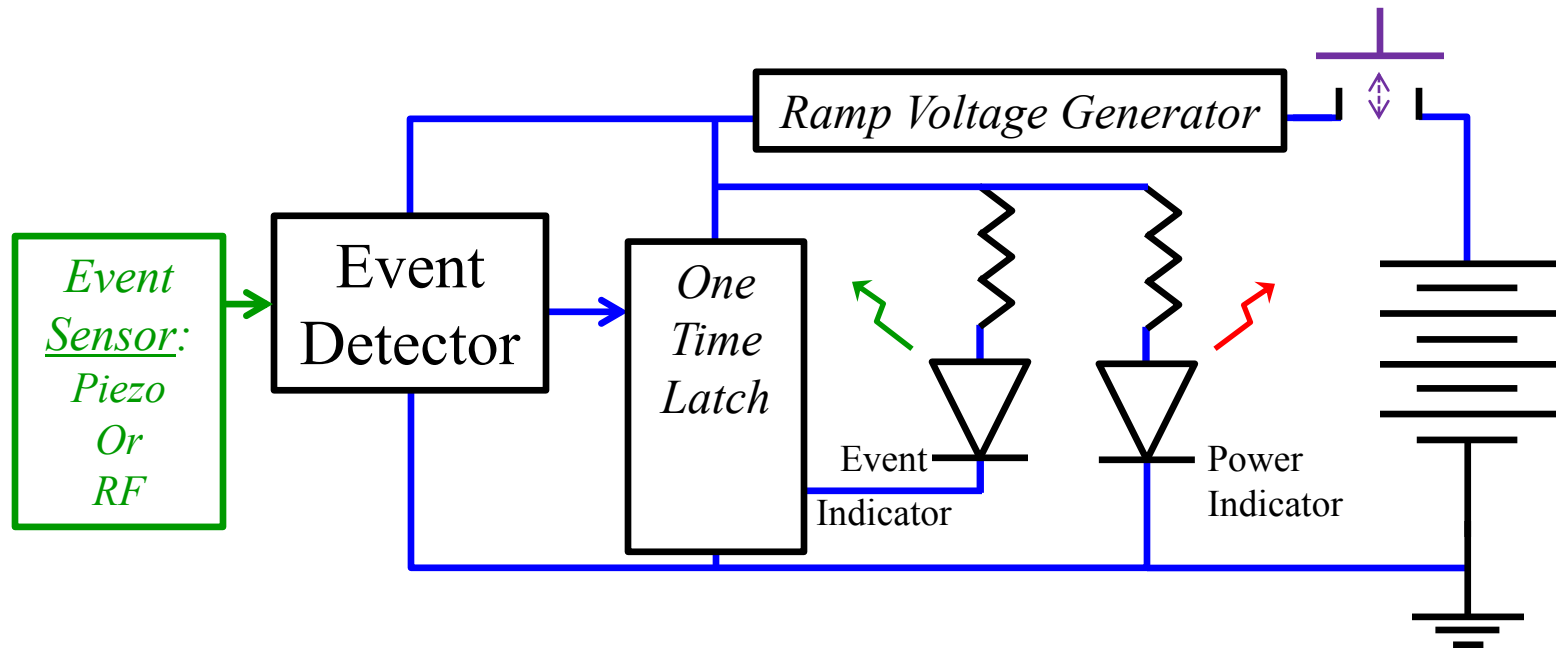 Ramp Voltage Generator
Event
Sensor:
Piezo
Or
RF
Event
Detector
One
Time
Latch
Event
Indicator
Power
Indicator